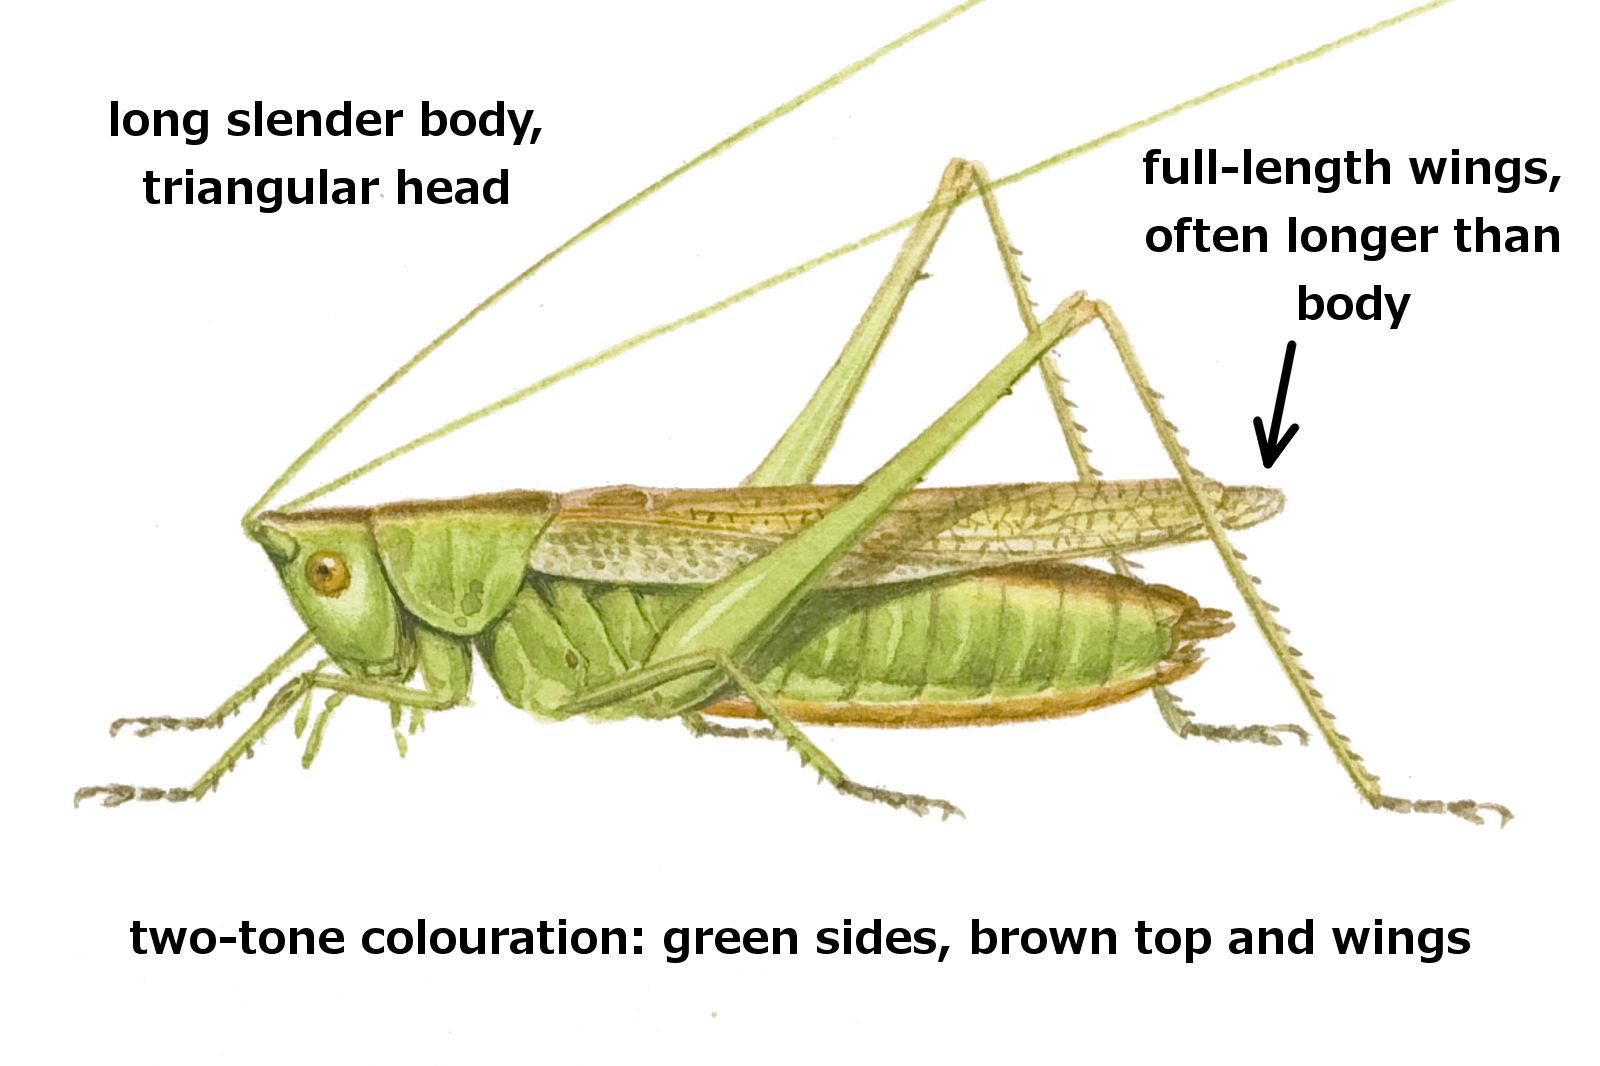 long slender body,
triangular head
full-length wings,
often longer than
body
two-tone colouration: green sides, brown top and wings